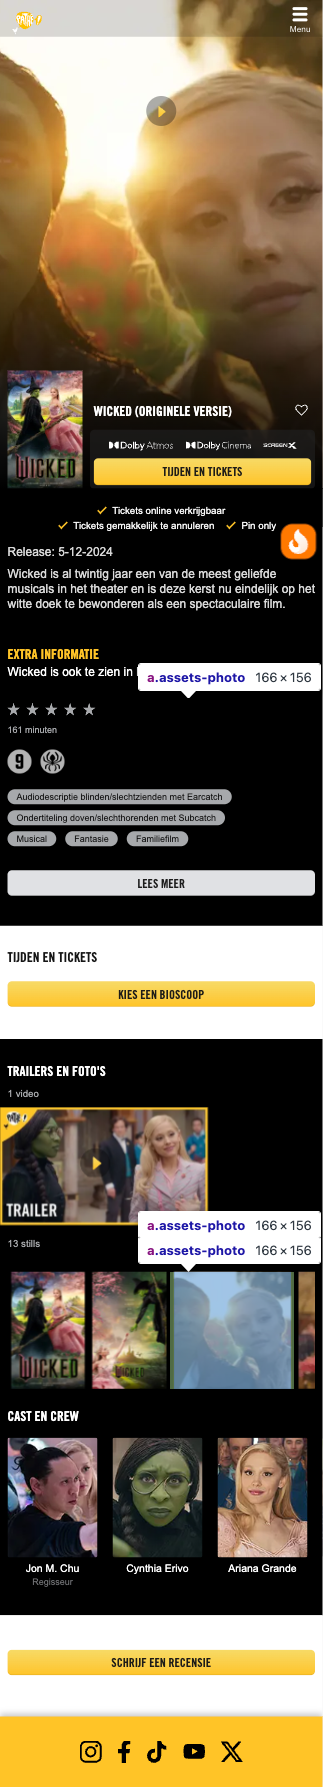 PATHÉ!
Menu
WICKED
WICKED (ORIGINELE VERSIE)
Dolby Atmos Dolby Cinema SCREENX
TIJDEN EN TICKETS
Tickets online verkrijgbaar
Tickets gemakkelijk te annuleren Pin only
Release: 5-12-2024
Wicked is al twintig jaar een van de meest geliefde
musicals in het theater en is deze kerst nu eindelijk op het
witte doek te bewonderen als een spectaculaire film.
EXTRA INFORMATIE
Wicked is ook te zien in
a.assets-photo 166 × 156
161 minuten
9
Audiodescriptie blinden/slechtzienden met Earcatch
Ondertiteling doven/slechthorenden met Subcatch
Musical Fantasie Familiefilm
LEES MEER
TIJDEN EN TICKETS
KIES EEN BIOSCOOP
TRAILERS EN FOTO'S
1 video
TRAILER
13 stills
a.assets-photo 166 × 156
a.assets-photo 166 × 156
WICKED
CAST EN CREW
Jon M. Chu Cynthia Erivo Ariana Grande
Regisseur
SCHRIJF EEN RECENSIE